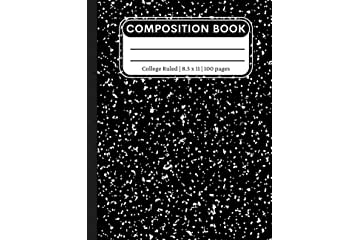 COMPOSITION BOOK
College Ruled | 8.5 x 11 | 100 pages